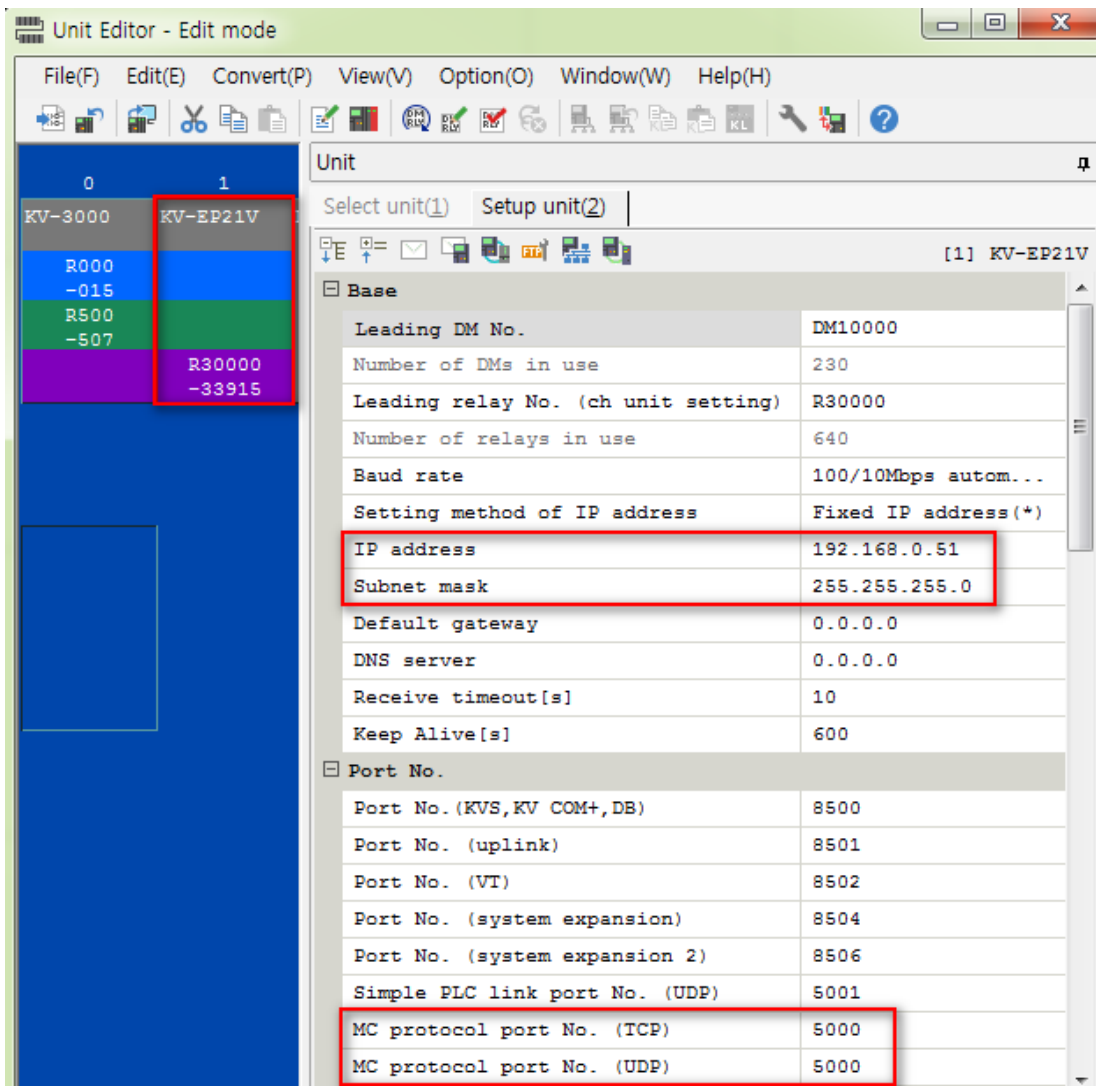 Unit Editor - Edit mode
File(F) Edit(E) Convert(P) View(V) Option(O) Window(W) Help(H)
0 1
KV-3000 KV-EP21V
R000
-015
R500
-507
R30000
-33915
Unit
Select unit(1) Setup unit(2)
[1] KV-EP21V
Base
Leading DM No. DM10000
Number of DMs in use 230
Leading relay No. (ch unit setting) R30000
Number of relays in use 640
Baud rate 100/10Mbps autom...
Setting method of IP address Fixed IP address(*)
IP address 192.168.0.51
Subnet mask 255.255.255.0
Default gateway 0.0.0.0
DNS server 0.0.0.0
Receive timeout[s] 10
Keep Alive[s] 600
Port No.
Port No.(KVS,KV COM+,DB) 8500
Port No. (uplink) 8501
Port No. (VT) 8502
Port No. (system expansion) 8504
Port No. (system expansion 2) 8506
Simple PLC link port No. (UDP) 5001
MC protocol port No. (TCP) 5000
MC protocol port No. (UDP) 5000